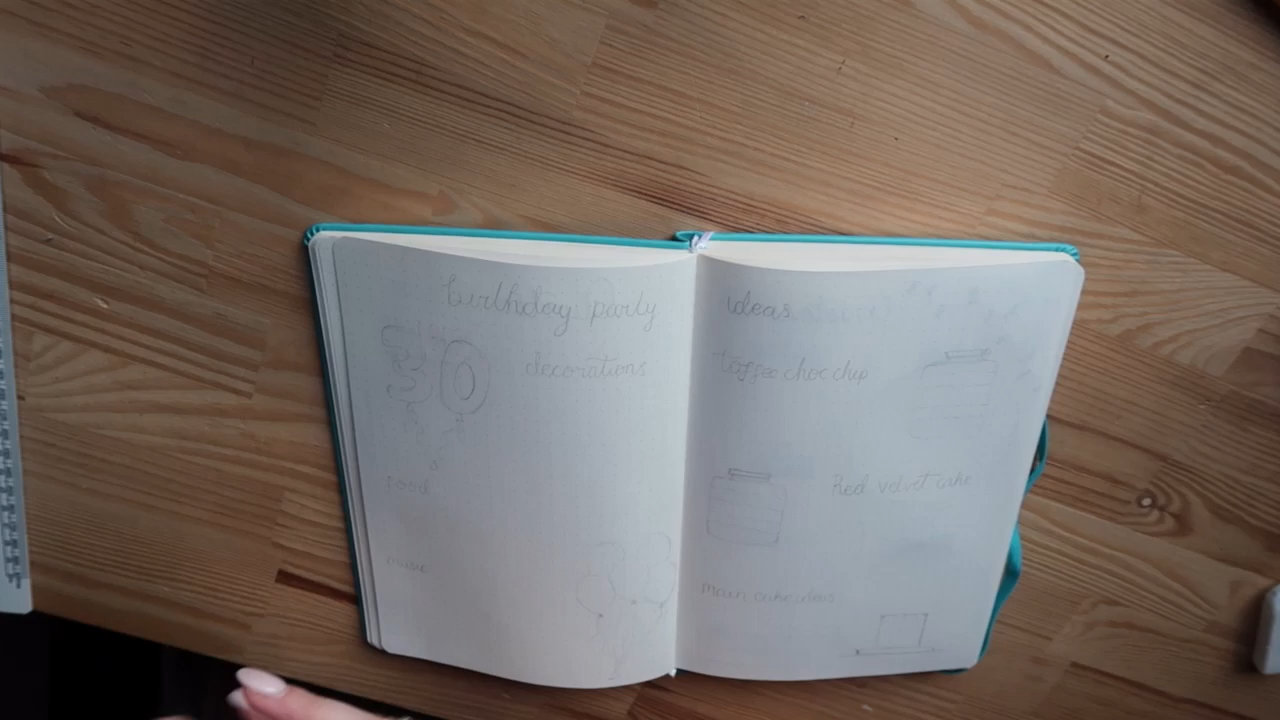 birthday party ideas
30
decorations
food
music
toffee choc chip
Red velvet cake
main cake ideas